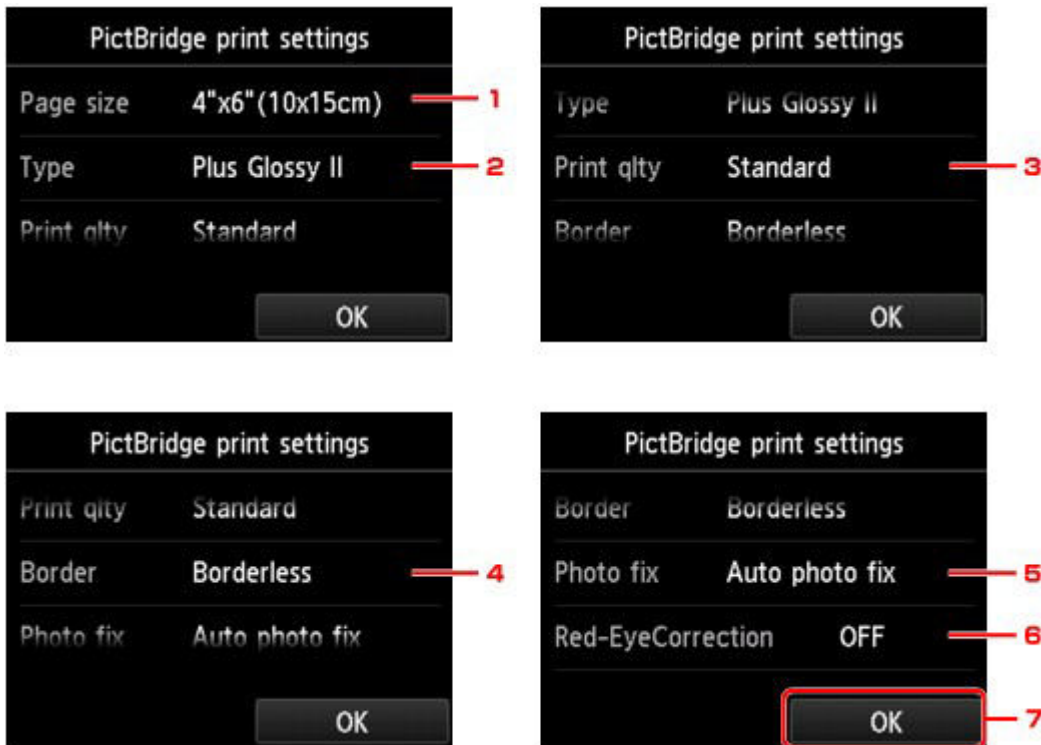 PictBridge print settings
Page size 4"x6"(10x15cm) 1
Type Plus Glossy II 2
Print qlty Standard
OK
PictBridge print settings
Type Plus Glossy II
Print qlty Standard 3
Border Borderless
OK
PictBridge print settings
Print qlty Standard
Border Borderless 4
Photo fix Auto photo fix
OK
PictBridge print settings
Border Borderless
Photo fix Auto photo fix 5
Red-EyeCorrection OFF 6
OK 7